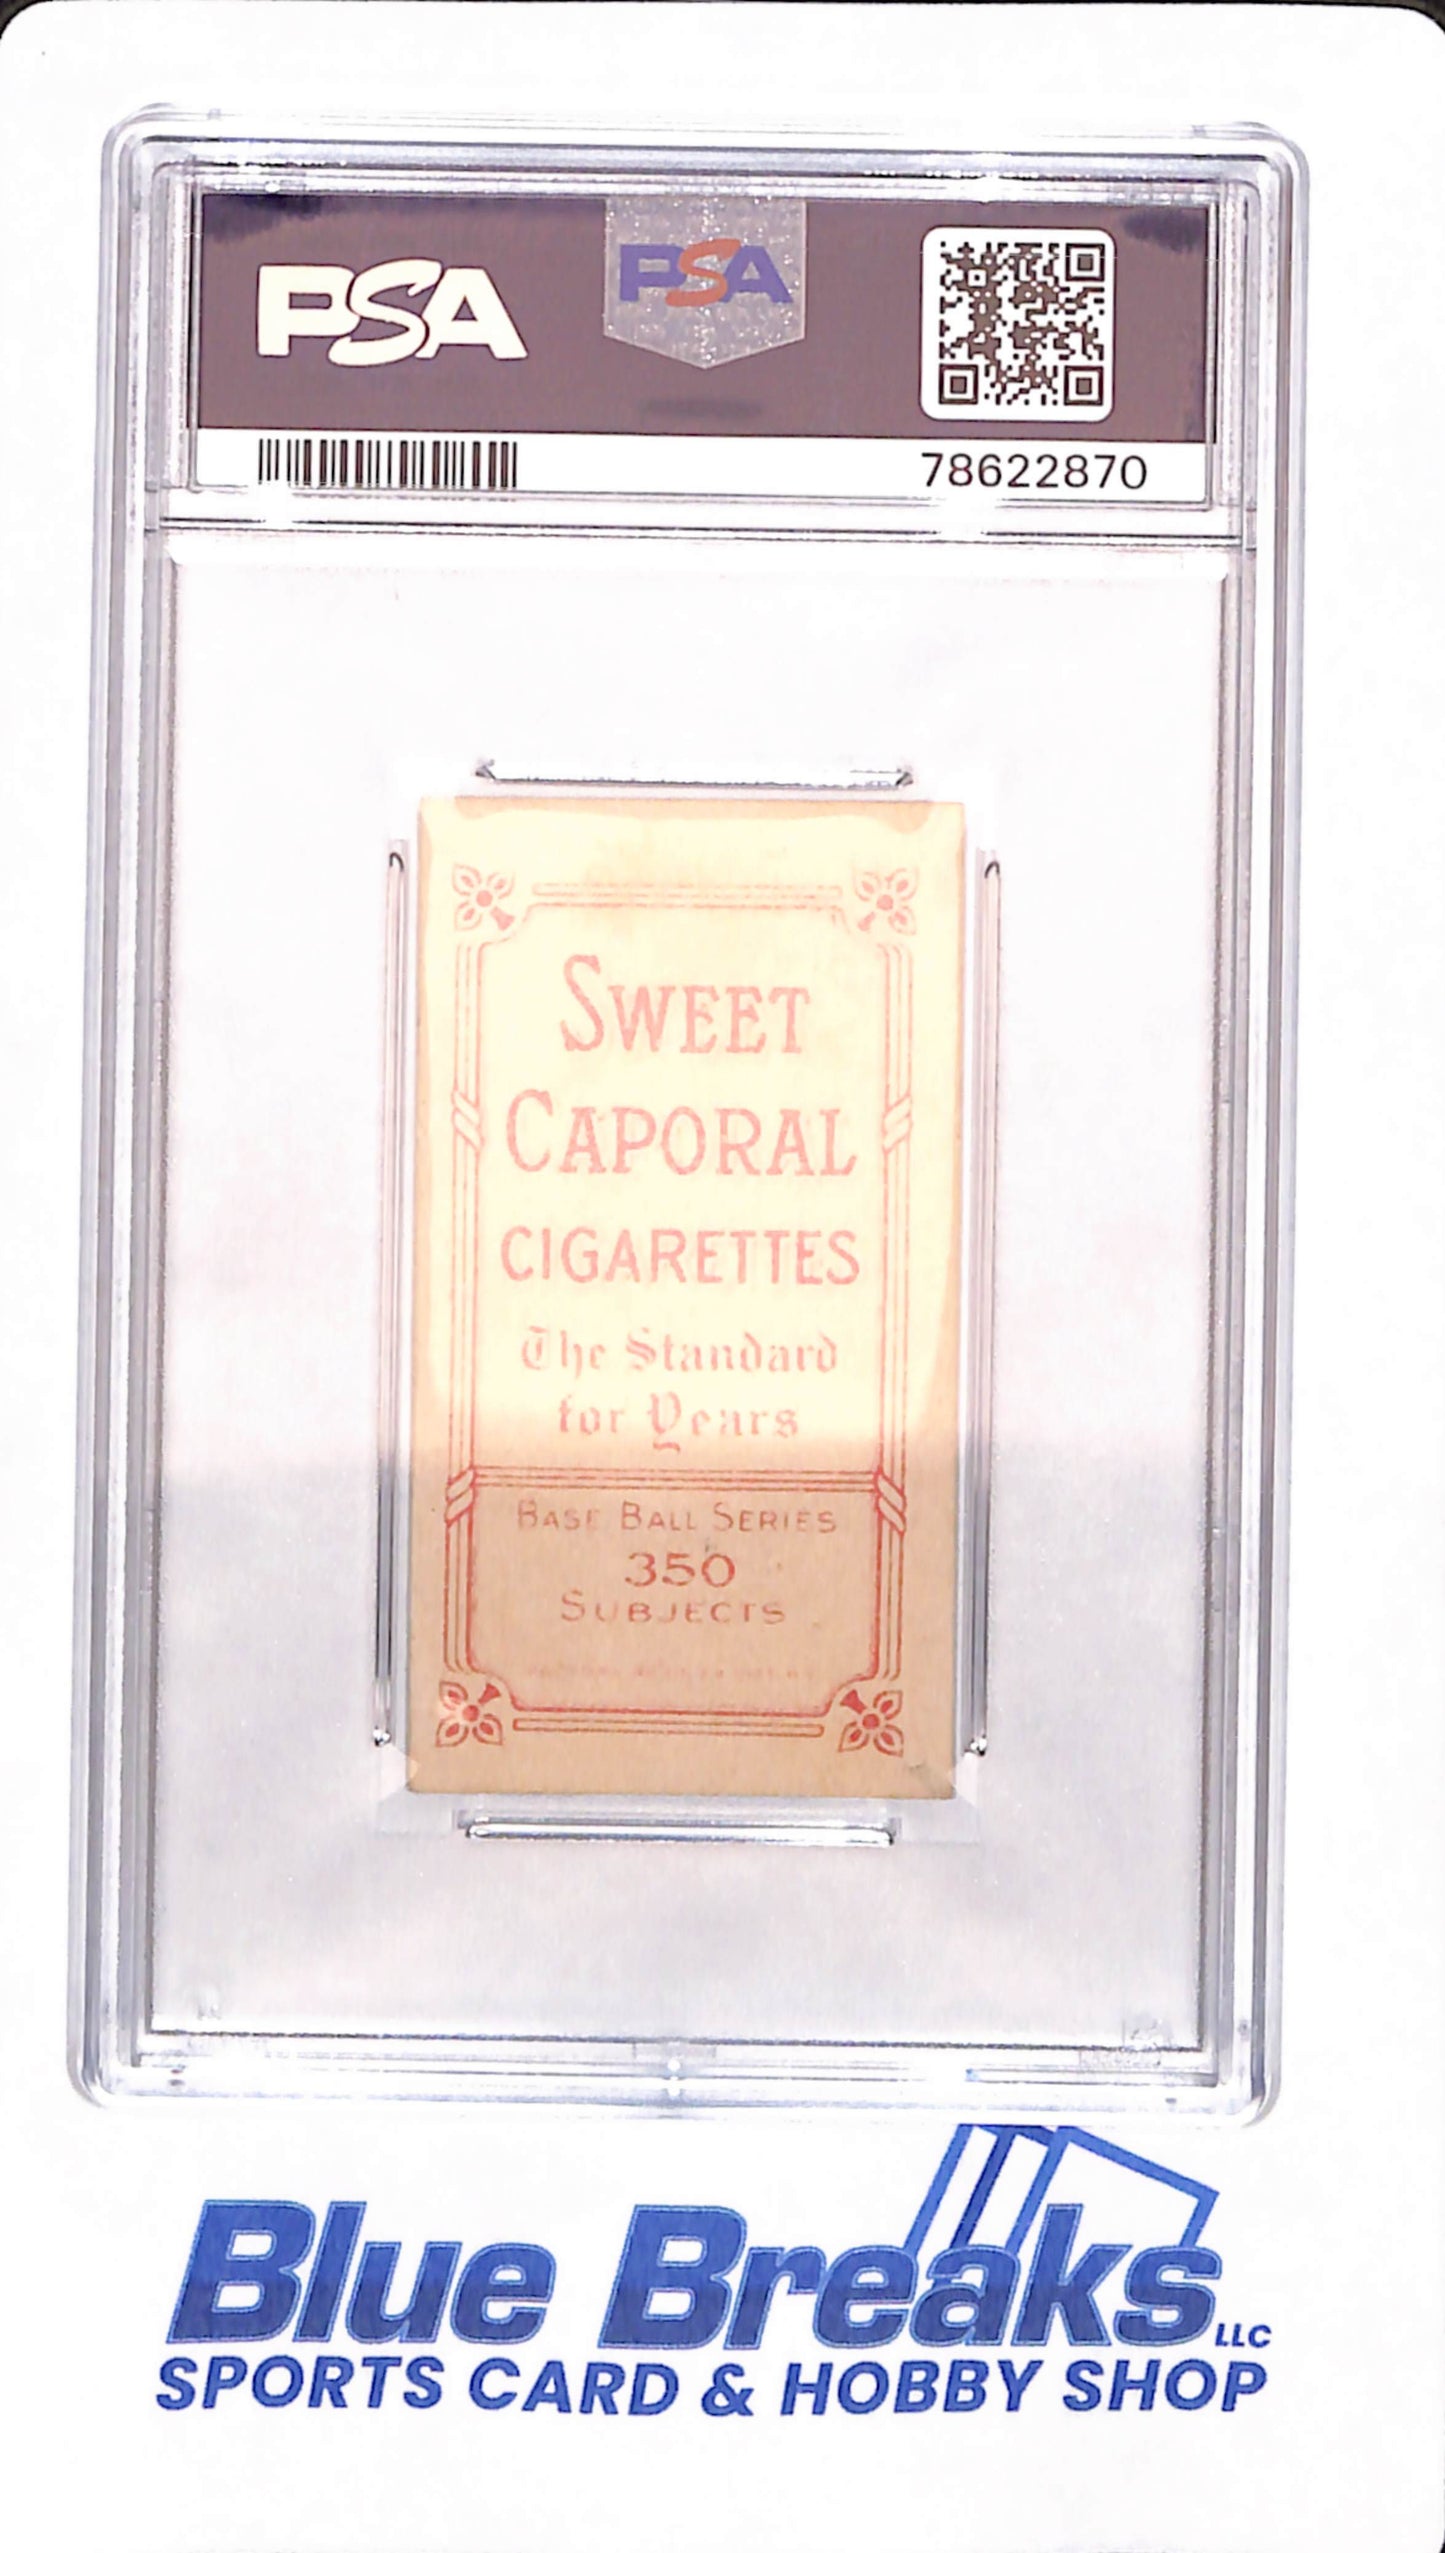 PSA
PSA
78622870
SWEET
CAPORAL
CIGARETTES
The Standard
for Years
BASE BALL SERIES
350
SUBJECTS
Blue Breaks LLC
SPORTS CARD & HOBBY SHOP